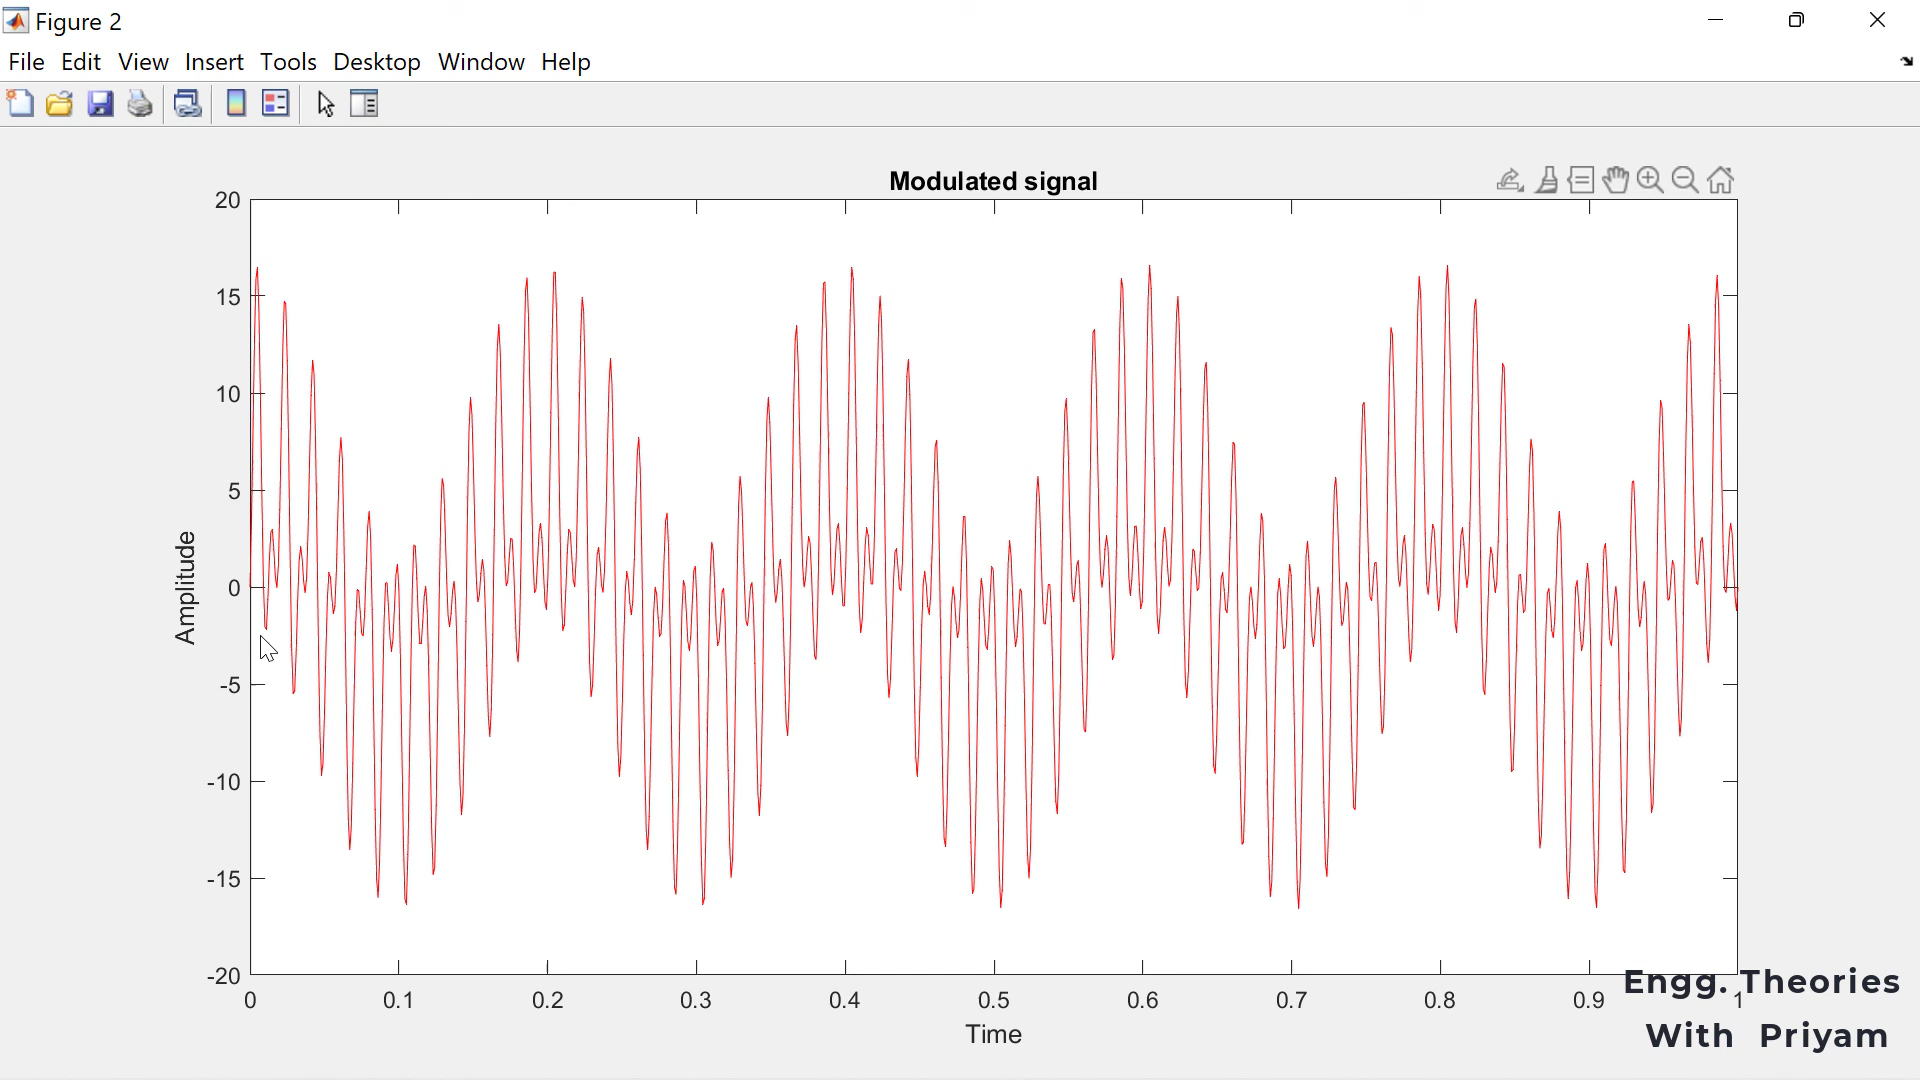 Figure 2
File Edit View Insert Tools Desktop Window Help
Modulated signal
20
15
10
5
0
-5
-10
-15
-20
Amplitude
0 0.1 0.2 0.3 0.4 0.5 0.6 0.7 0.8 0.9 1
Time
Engg. Theories
With Priyam